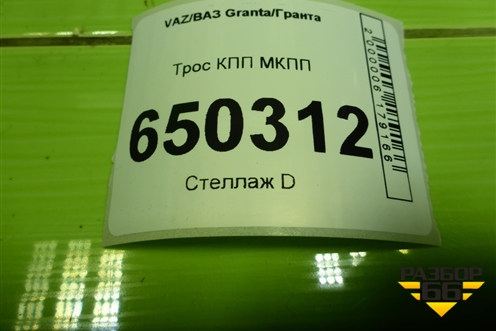 VAZ/ВАЗ Granta/Гранта
Трос КПП МКПП
650312
Стеллаж D
2000006179166
РАЗБОР
66